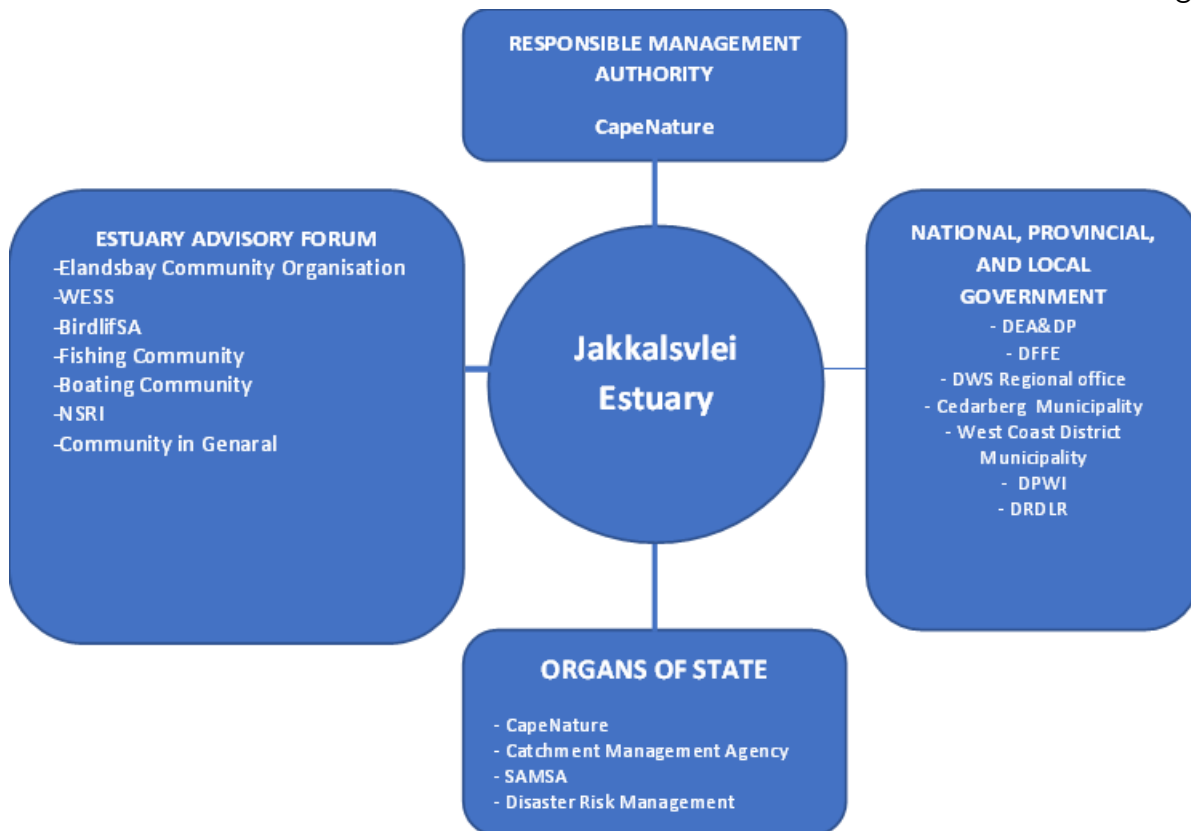 RESPONSIBLE MANAGEMENT
AUTHORITY
CapeNature
ESTUARY ADVISORY FORUM
-Elandsbay Community Organisation
-WESS
-BirdlifSA
-Fishing Community
-Boating Community
-NSRI
-Community in Genaral
Jakkalsvlei
Estuary
NATIONAL, PROVINCIAL,
AND LOCAL
GOVERNMENT
- DEA&DP
- DFFE
- DWS Regional office
- Cedarberg Municipality
- West Coast District
Municipality
- DPWI
- DRDLR
ORGANS OF STATE
- CapeNature
- Catchment Management Agency
- SAMSA
- Disaster Risk Management